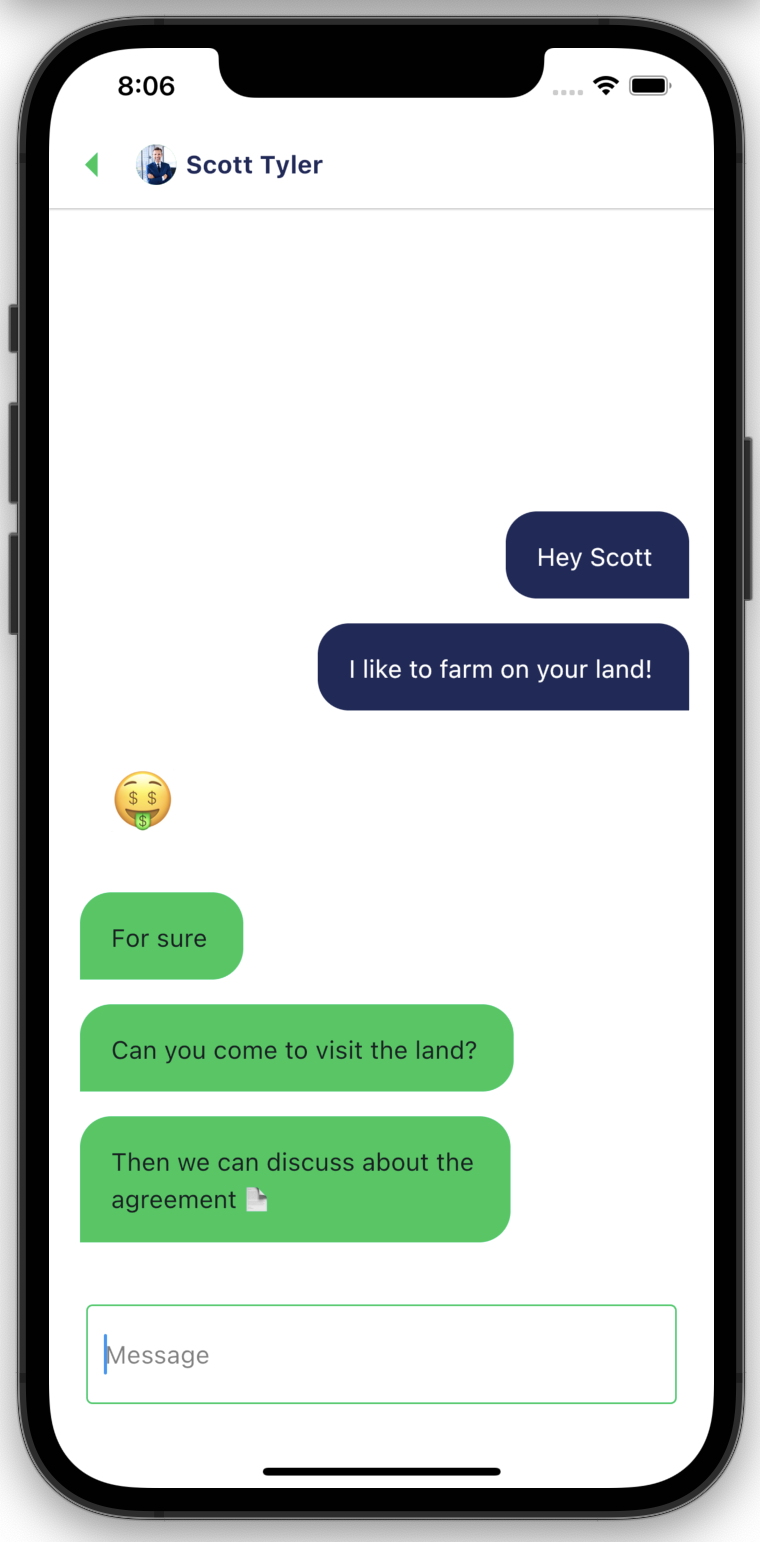 8:06
Scott Tyler
Hey Scott
I like to farm on your land!
🤑
For sure
Can you come to visit the land?
Then we can discuss about the
agreement 📄
Message